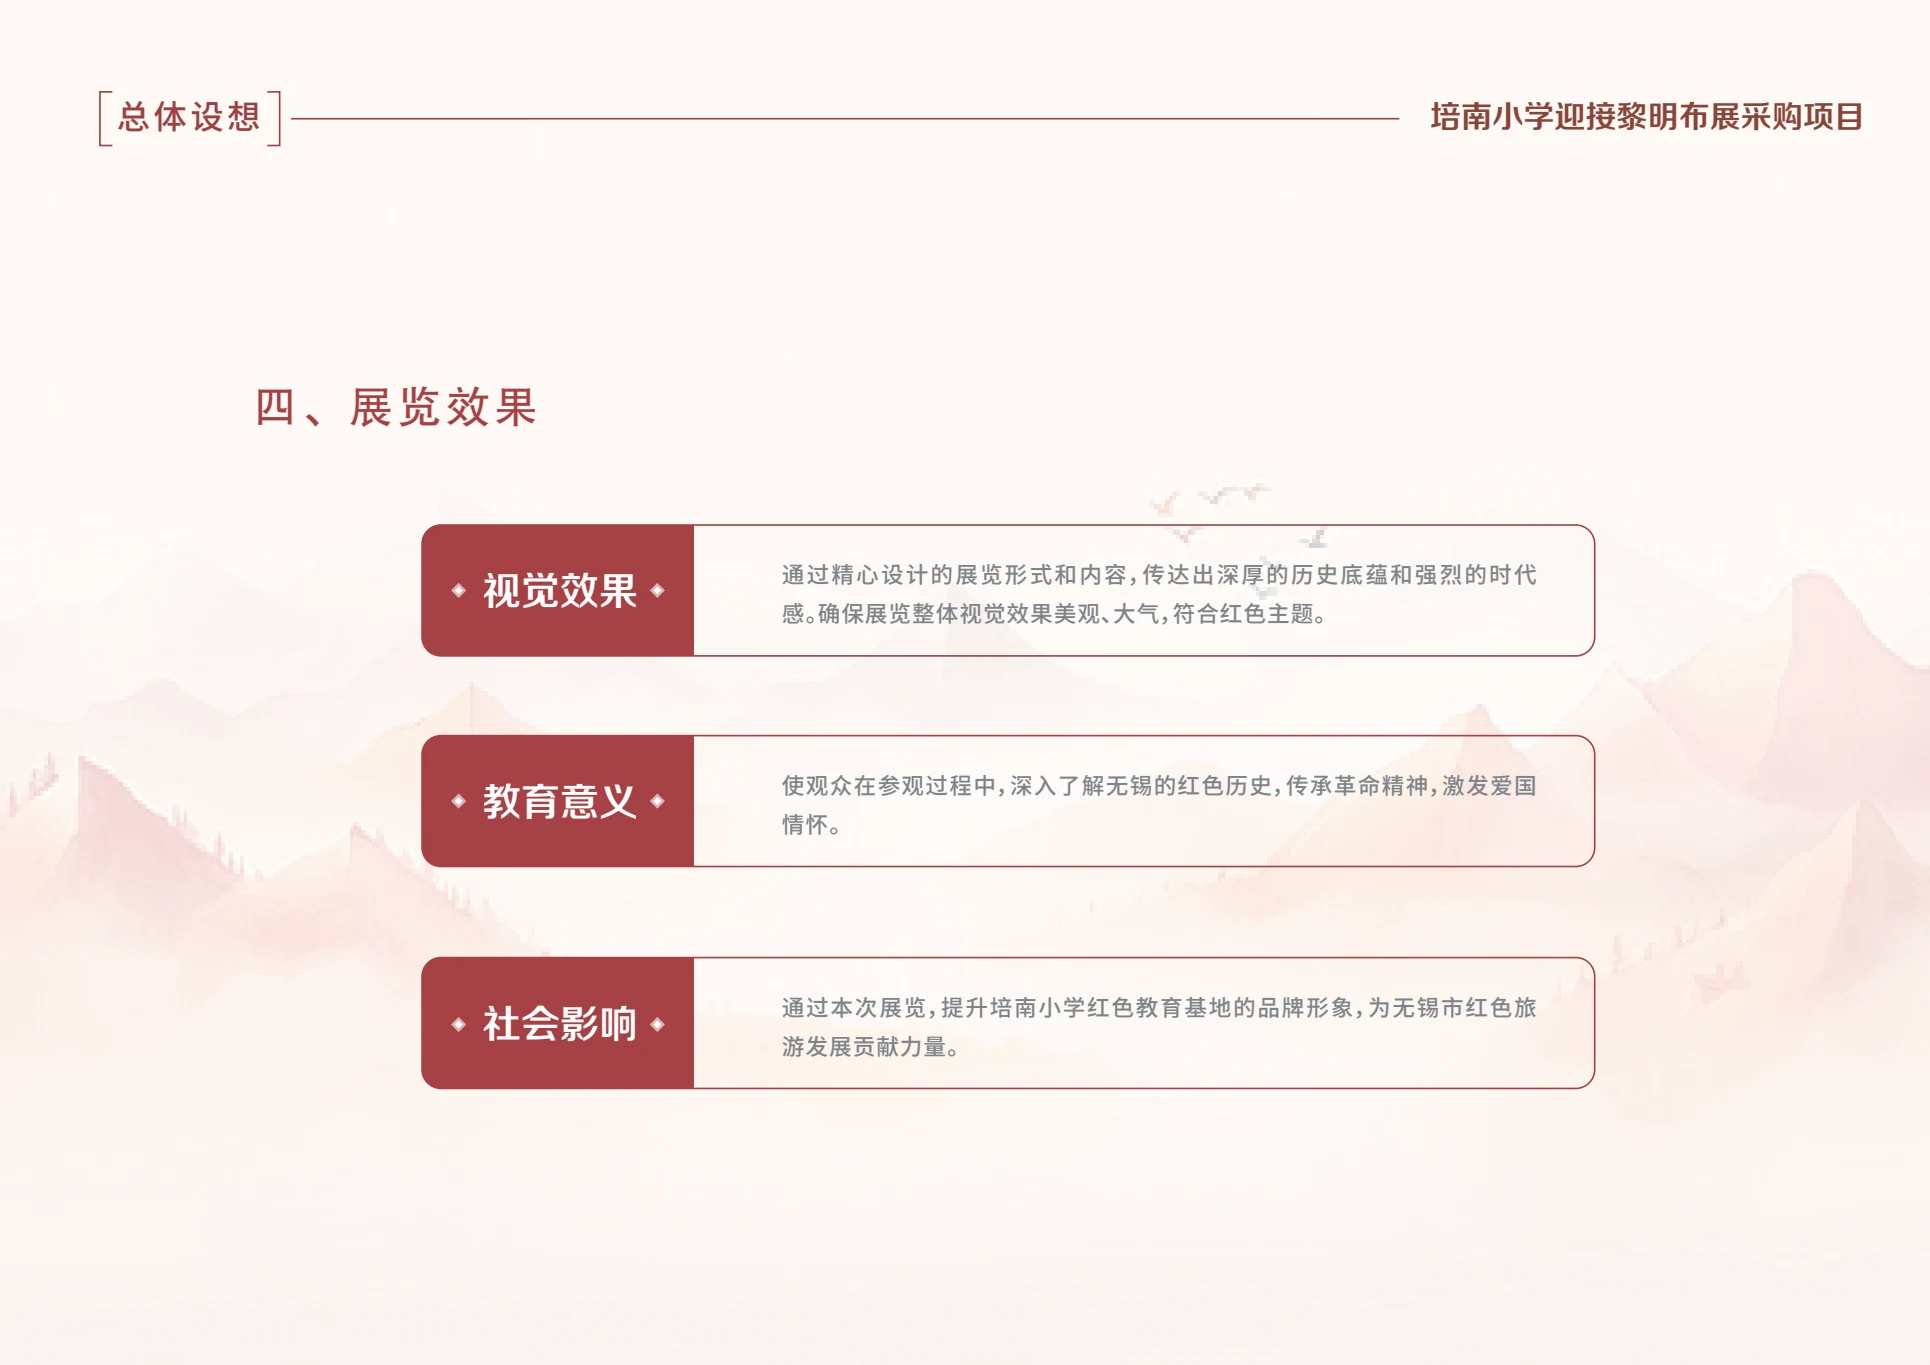 总体设想
培南小学迎接黎明布展采购项目
四、展览效果
视觉效果
通过精心设计的展览形式和内容，传达出深厚的历史底蕴和强烈的时代
感。确保展览整体视觉效果美观、大气，符合红色主题。
教育意义
使观众在参观过程中，深入了解无锡的红色历史，传承革命精神，激发爱国
情怀。
社会影响
通过本次展览，提升培南小学红色教育基地的品牌形象，为无锡市红色旅
游发展贡献力量。